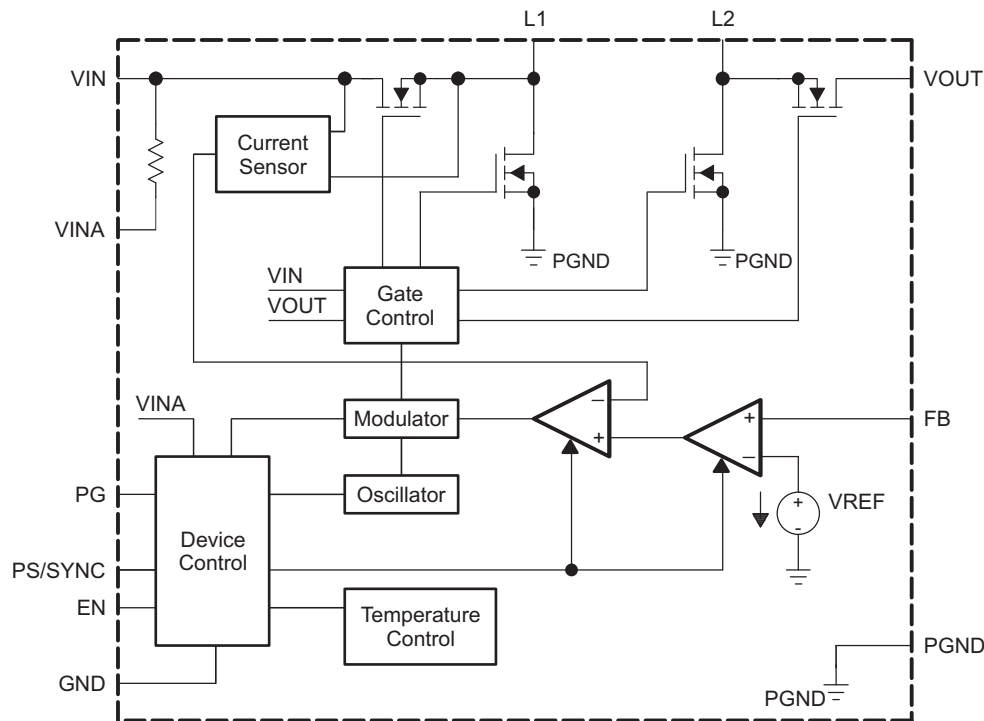 L1
L2
VIN
VOUT
Current
Sensor
VINA
PGND
PGND
VIN
VOUT
Gate
Control
VINA
Modulator
−
+
+
−
FB
PG
Oscillator
+
-
VREF
Device
Control
PS/SYNC
EN
Temperature
Control
PGND
GND
PGND